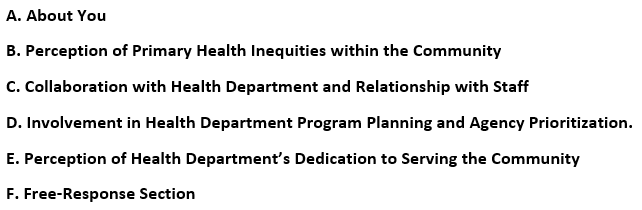 A. About You
B. Perception of Primary Health Inequities within the Community
C. Collaboration with Health Department and Relationship with Staff
D. Involvement in Health Department Program Planning and Agency Prioritization.
E. Perception of Health Department’s Dedication to Serving the Community
F. Free-Response Section